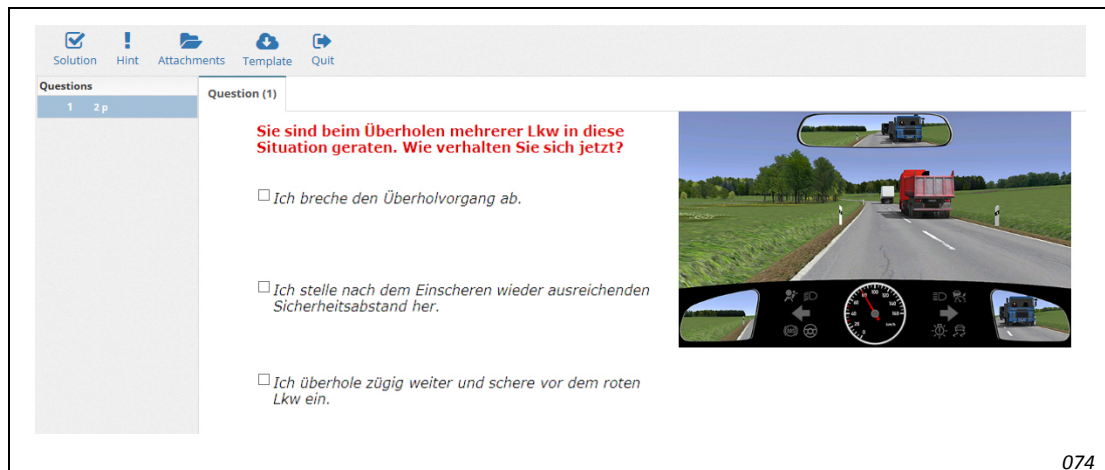 Solution Hint Attachments Template Quit
Questions
1 2 p
Question (1)
Sie sind beim Überholen mehrerer Lkw in diese
Situation geraten. Wie verhalten Sie sich jetzt?
Ich breche den Überholvorgang ab.
Ich stelle nach dem Einscheren wieder ausreichenden
Sicherheitsabstand her.
Ich überhole zügig weiter und schere vor dem roten
Lkw ein.
074